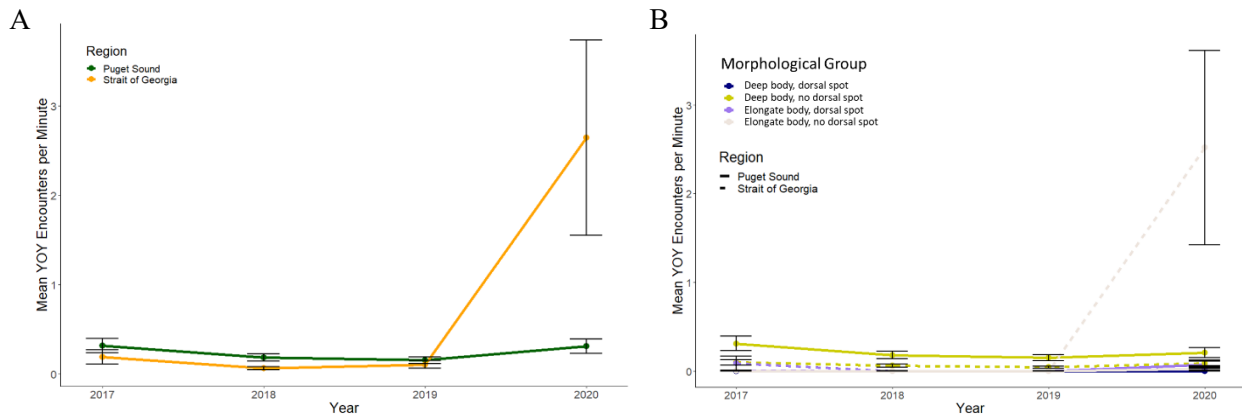 A
Mean YOY Encounters per Minute
3
2
1
0
Region
Puget Sound
Strait of Georgia
2017 2018 2019 2020
Year
B
Mean YOY Encounters per Minute
3
2
1
0
Morphological Group
Deep body, dorsal spot
Deep body, no dorsal spot
Elongate body, dorsal spot
Elongate body, no dorsal spot
Region
Puget Sound
Strait of Georgia
2017 2018 2019 2020
Year